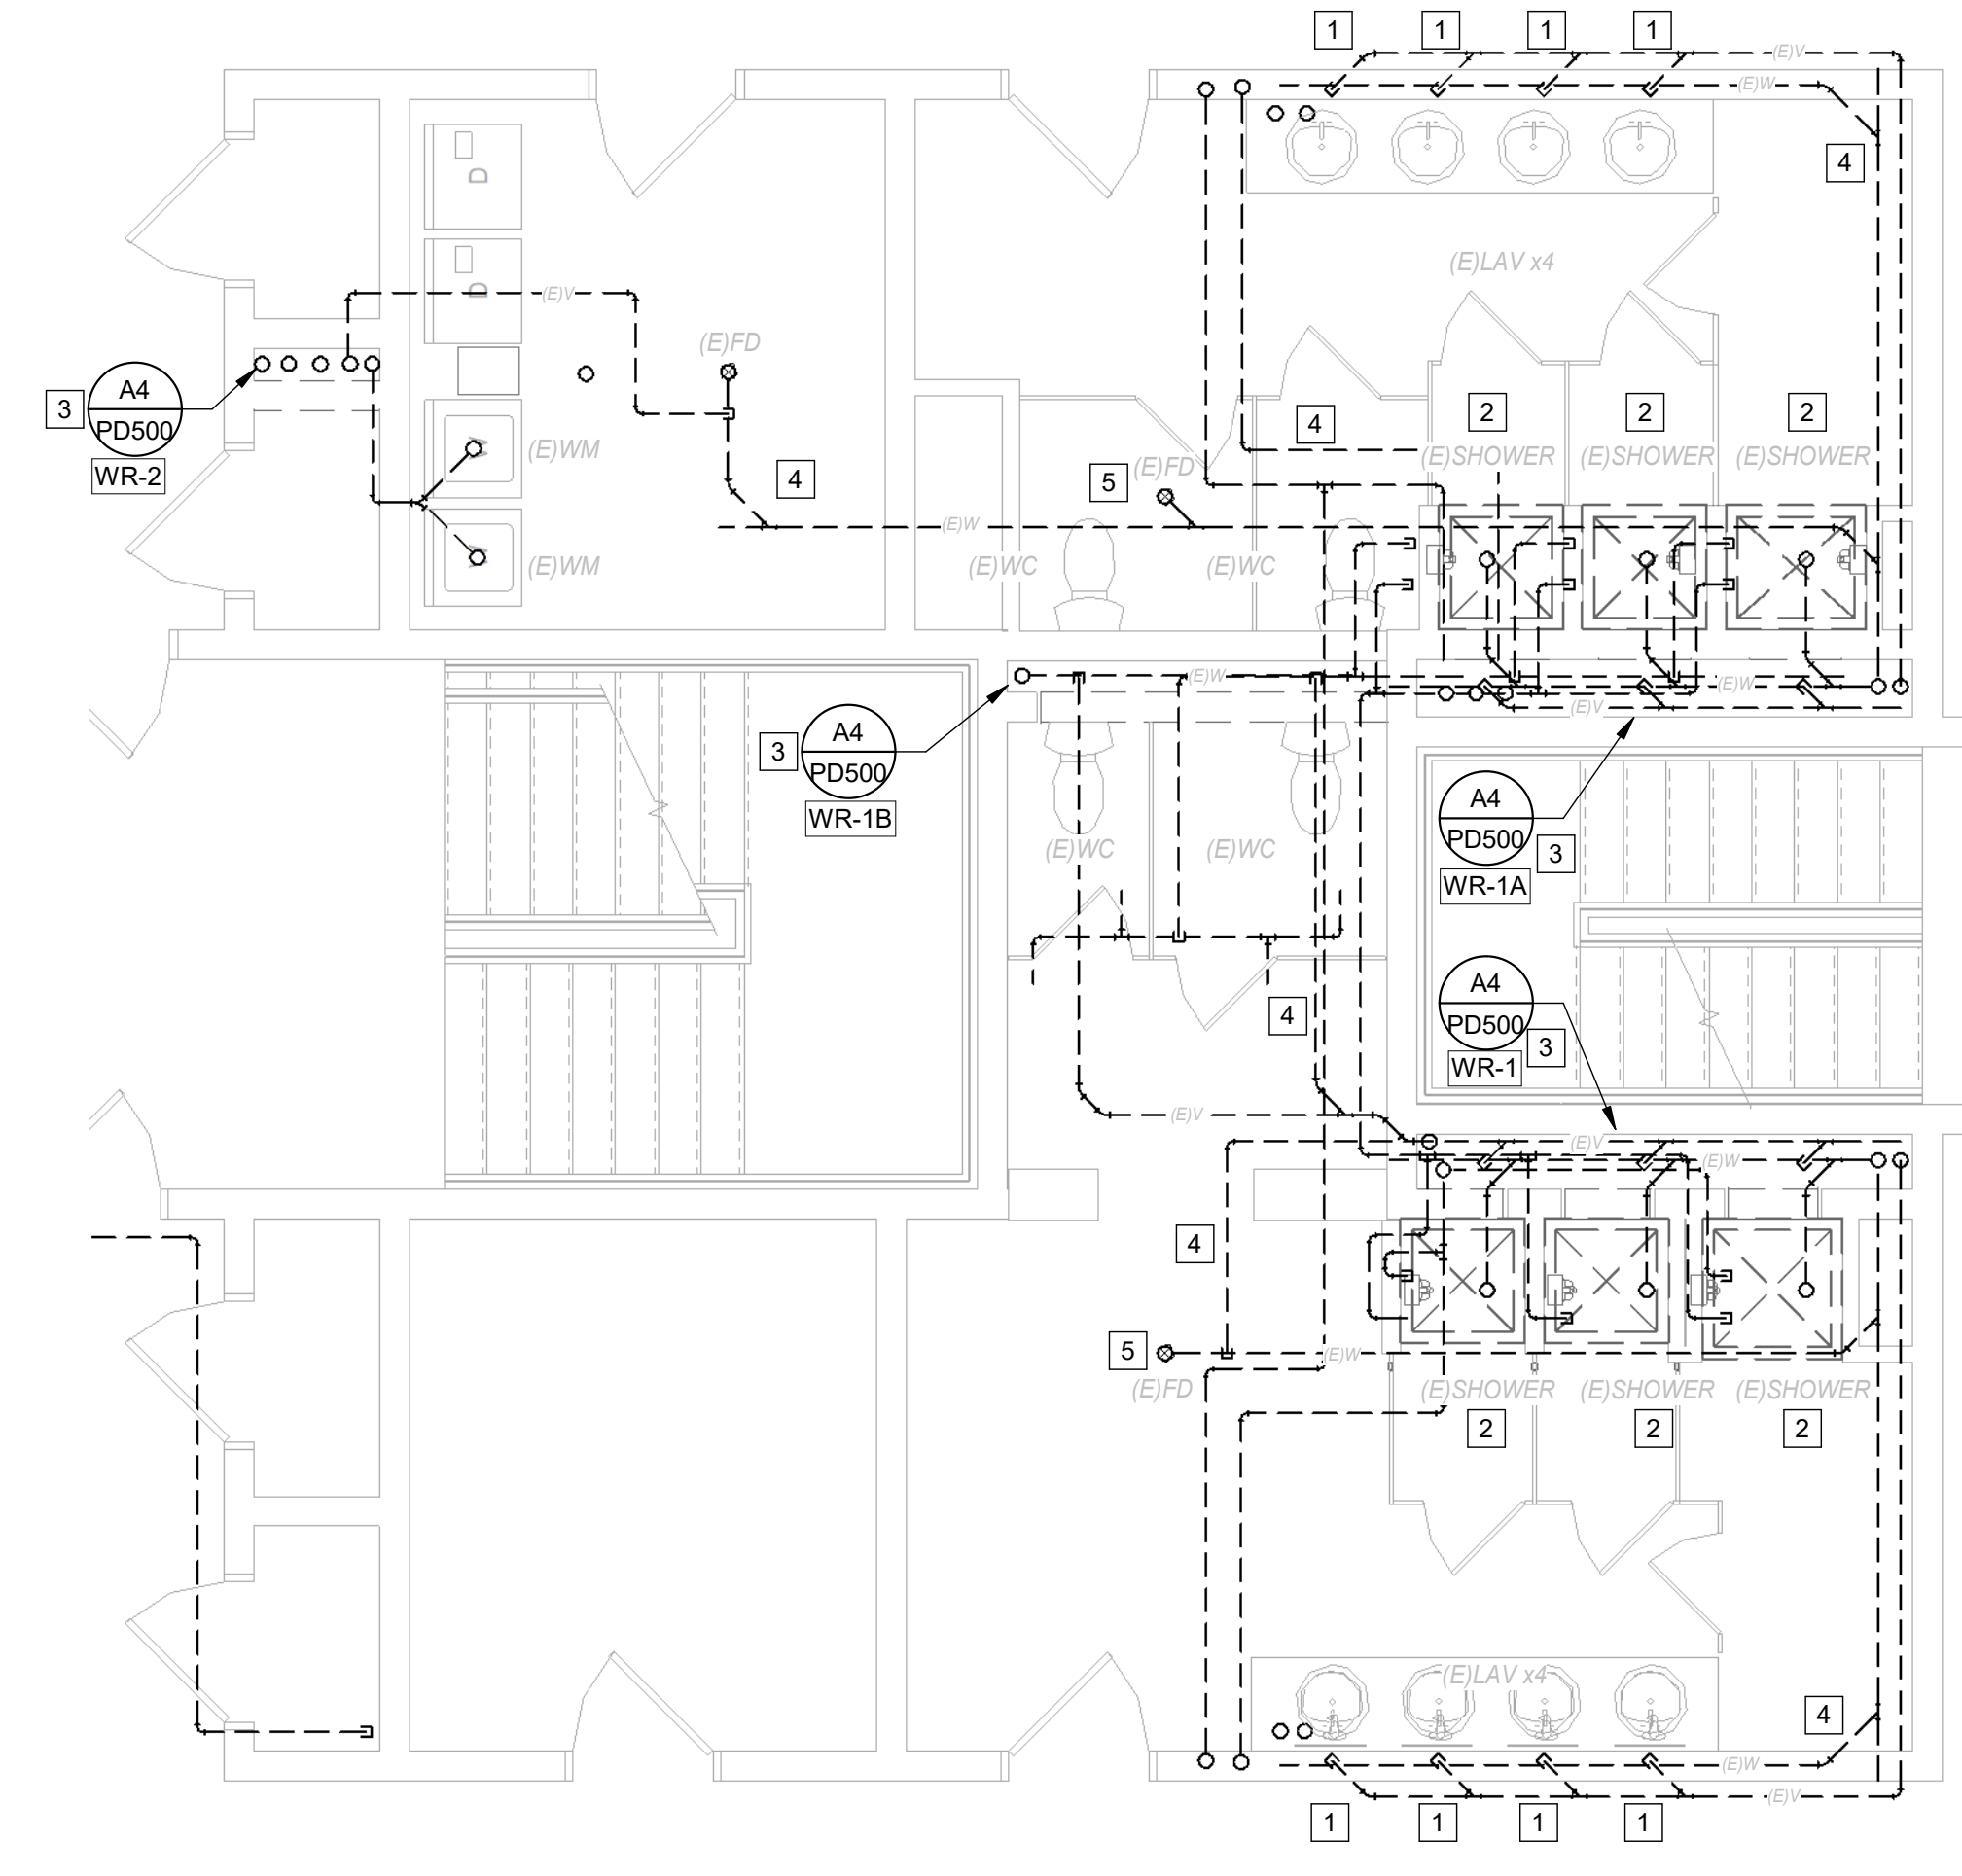 1 1 1 1
(E)V
(E)W
4
D
(E)LAV x4
D
(E)V
(E)FD
3
A4
PD500
WR-2
(E)WM
4
2 2 2
(E)SHOWER (E)SHOWER (E)SHOWER
4
(E)FD
5
(E)W
(E)WM
(E)WC
(E)WC
(E)W
(E)W
(E)V
3
A4
PD500
WR-1B
A4
PD500
3
WR-1A
(E)WC
(E)WC
4
A4
PD500
3
WR-1
(E)V
(E)V
(E)W
4
5
(E)FD
(E)W
(E)SHOWER (E)SHOWER (E)SHOWER
2 2 2
(E)LAV x4
4
(E)W
(E)V
1 1 1 1